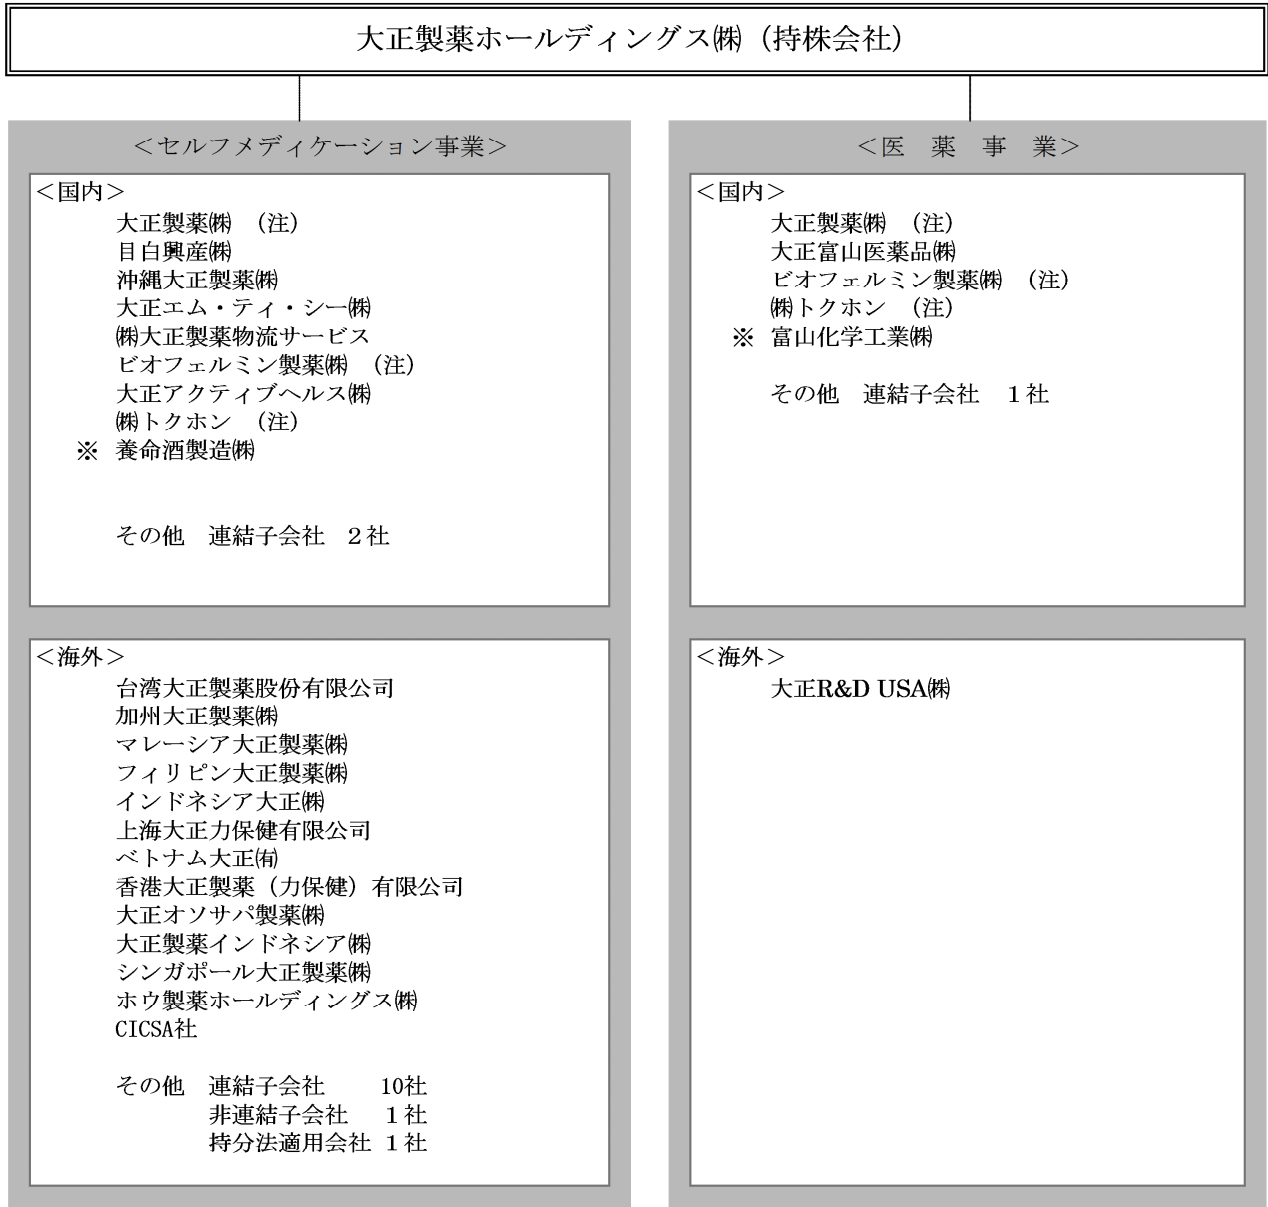 大正製薬ホールディングス㈱（持株会社）
＜セルフメディケーション事業＞
＜国内＞
大正製薬㈱　（注）
目白興産㈱
沖縄大正製薬㈱
大正エム・ティ・シー㈱
㈱大正製薬物流サービス
ビオフェルミン製薬㈱　（注）
大正アクティブヘルス㈱
㈱トクホン　（注）
※　養命酒製造㈱
その他　連結子会社　２社
＜海外＞
台湾大正製薬股份有限公司
加州大正製薬㈱
マレーシア大正製薬㈱
フィリピン大正製薬㈱
インドネシア大正㈱
上海大正力保健有限公司
ベトナム大正㈲
香港大正製薬（力保健）有限公司
大正オソサパ製薬㈱
大正製薬インドネシア㈱
シンガポール大正製薬㈱
ホウ製薬ホールディングス㈱
CICSA社
その他　連結子会社　10社
非連結子会社　１社
持分法適用会社　１社
＜医　薬　事　業＞
＜国内＞
大正製薬㈱　（注）
大正富山医薬品㈱
ビオフェルミン製薬㈱　（注）
㈱トクホン　（注）
※　富山化学工業㈱
その他　連結子会社　１社
＜海外＞
大正R&D USA㈱